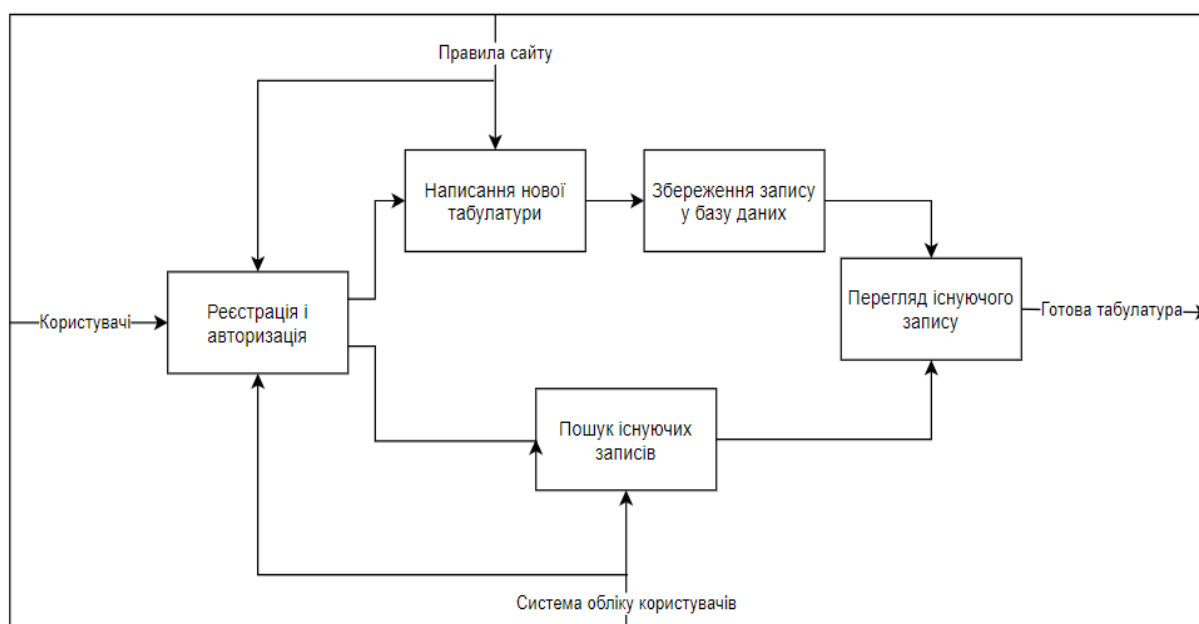 Правила сайту
Написання нової
табулатури
Збереження запису
у базу даних
Реєстрація і
авторизація
Користувачі
Перегляд існуючого
запису
Готова табулатура
Пошук існуючих
записів
Система обліку користувачів